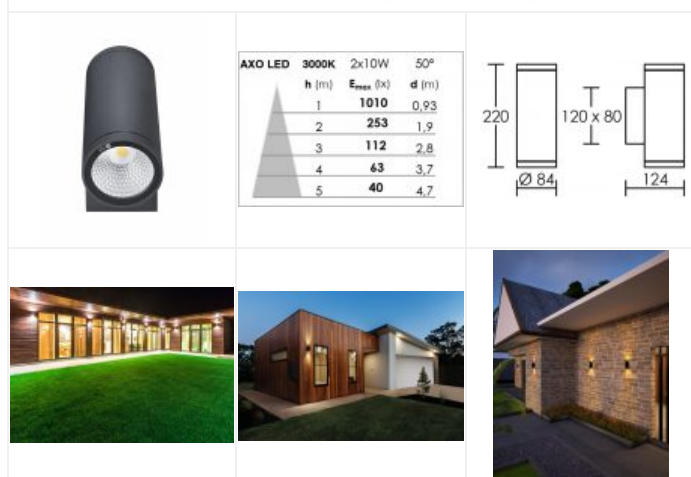 AXO LED 3000K 2x10W 50°
h (m) Emax (lx) d (m)
1 1010 0,93
2 253 1,9
3 112 2,8
4 63 3,7
5 40 4,7
220
120 x 80
Ø 84
124